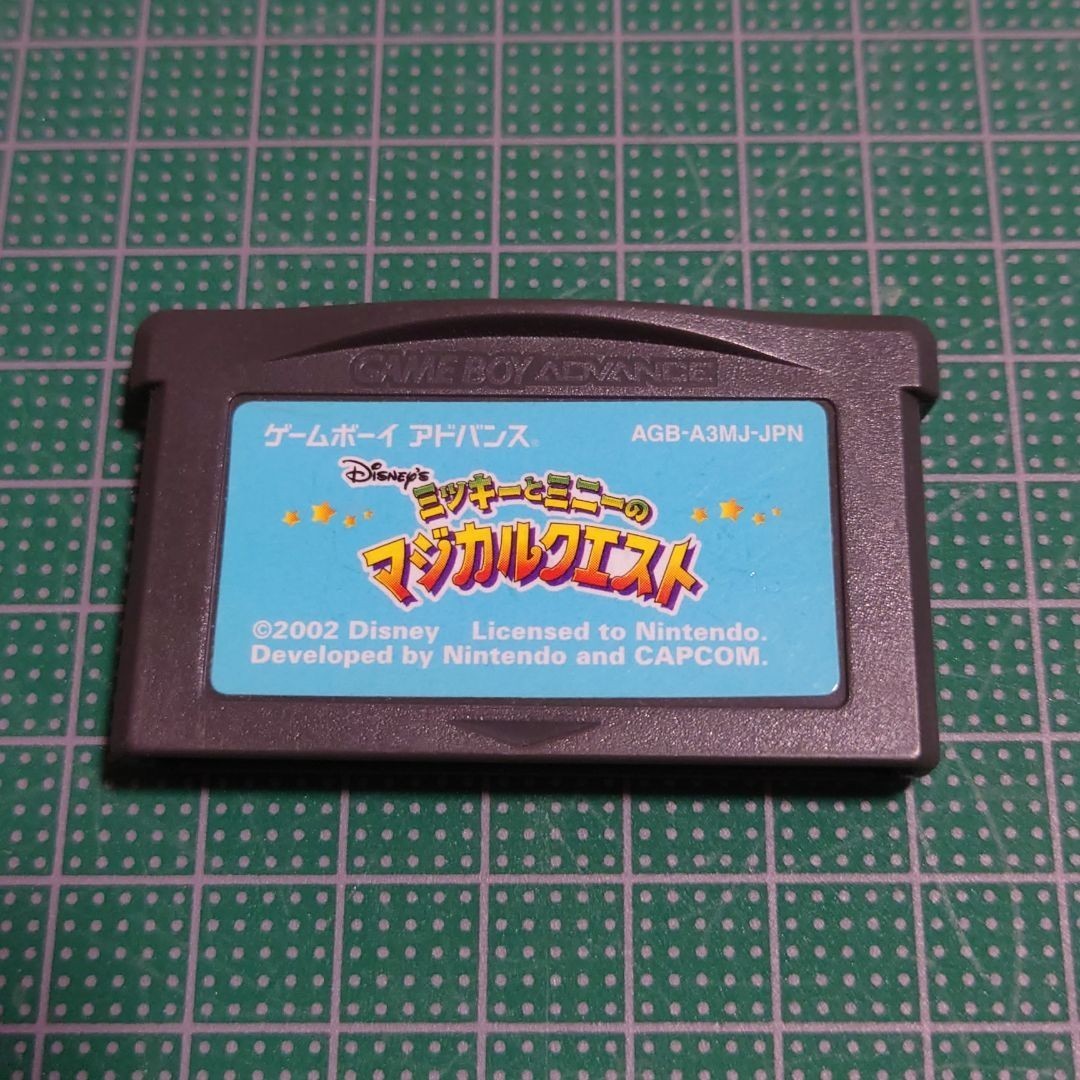 GAME BOY ADVANCE
ゲームボーイ アドバンス® AGB-A3MJ-JPN
Disney's
ミッキーとミニーの
マジカルクエスト
©2002 Disney Licensed to Nintendo.
Developed by Nintendo and CAPCOM.